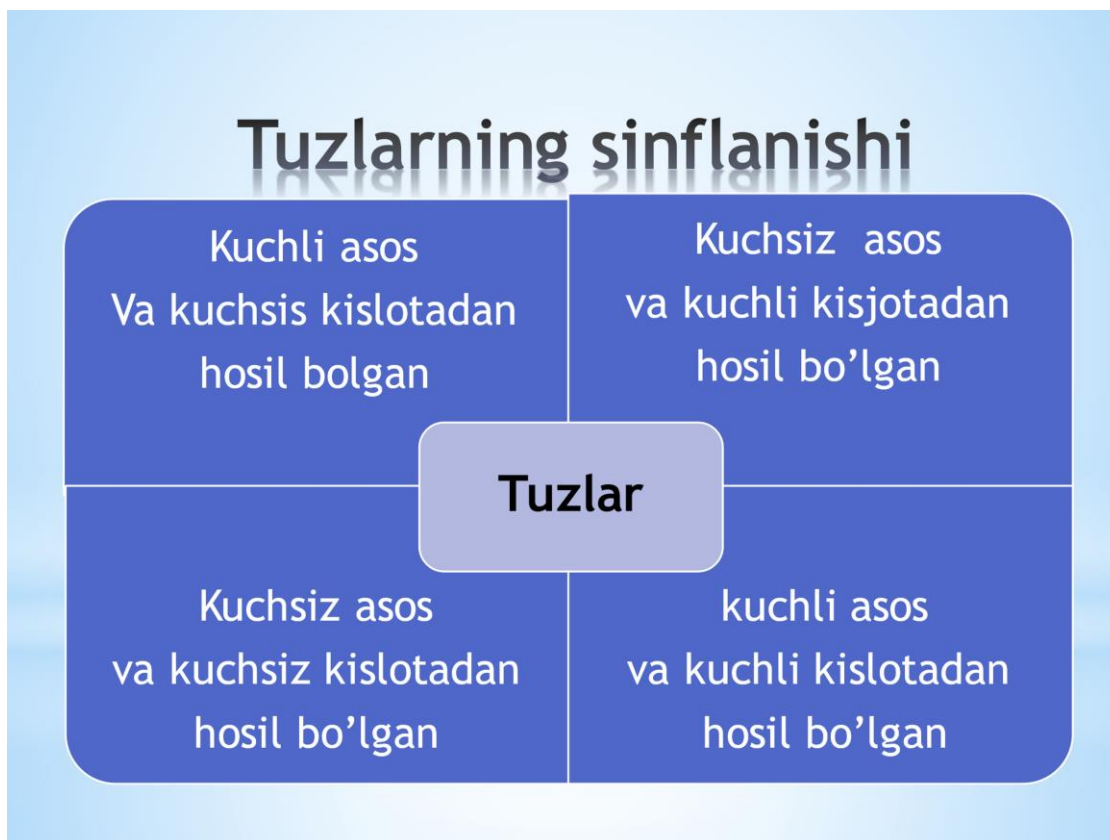 Tuzlarning sinflanishi
Kuchli asos
Va kuchsis kislotadan
hosil bolgan
Kuchsiz asos
va kuchli kisjotadan
hosil bo’lgan
Tuzlar
Kuchsiz asos
va kuchsiz kislotadan
hosil bo’lgan
kuchli asos
va kuchli kislotadan
hosil bo’lgan